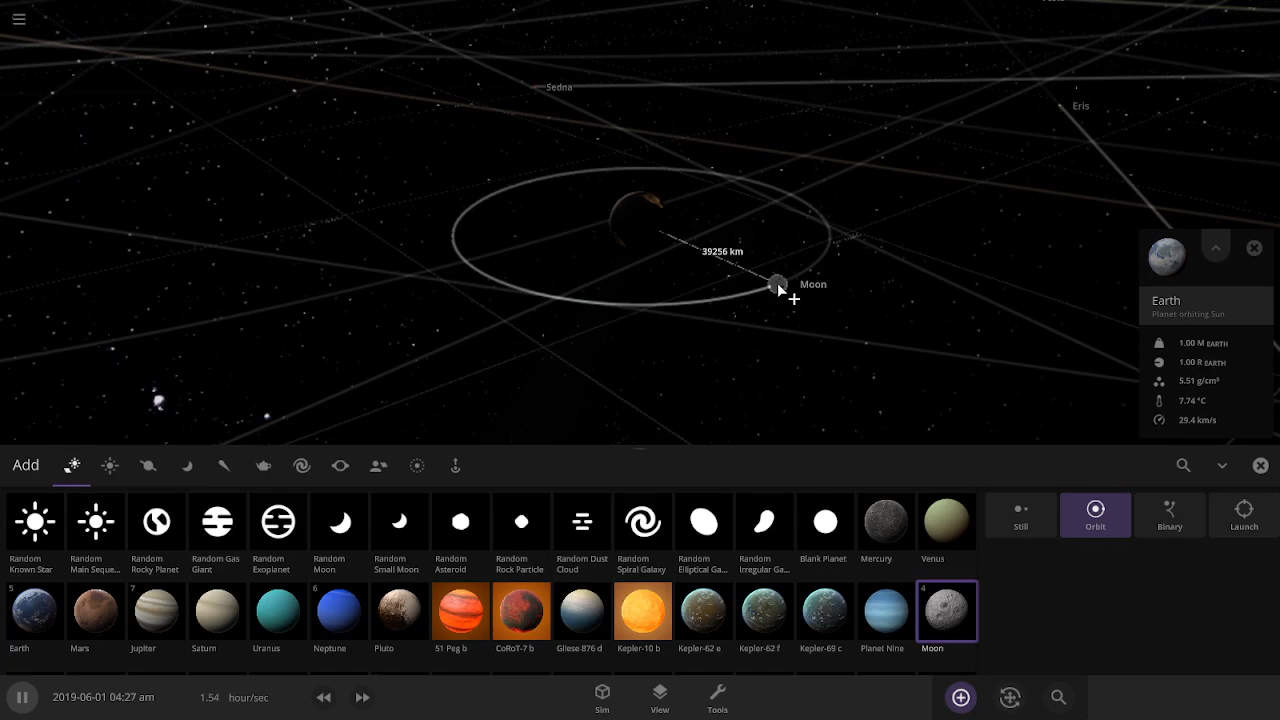 Sedna
Eris
39256 km
Moon
Earth
Planet orbiting Sun
1.00 M EARTH
1.00 R EARTH
5.51 g/cm³
7.74 °C
29.4 km/s
Add
Random Known Star
Random Main Seque...
Random Rocky Planet
Random Gas Giant
Random Exoplanet
Random Moon
Random Small Moon
Random Asteroid
Random Rock Particle
Random Dust Cloud
Random Spiral Galaxy
Random Elliptical Ga...
Random Irregular Ga...
Blank Planet
Mercury
Venus
Still
Orbit
Binary
Launch
5
7
6
4
Earth
Mars
Jupiter
Saturn
Uranus
Neptune
Pluto
51 Peg b
CoRoT-7 b
Gliese 876 d
Kepler-10 b
Kepler-62 e
Kepler-62 f
Kepler-69 c
Planet Nine
Moon
2019-06-01 04:27 am
1.54 hour/sec
Sim
View
Tools